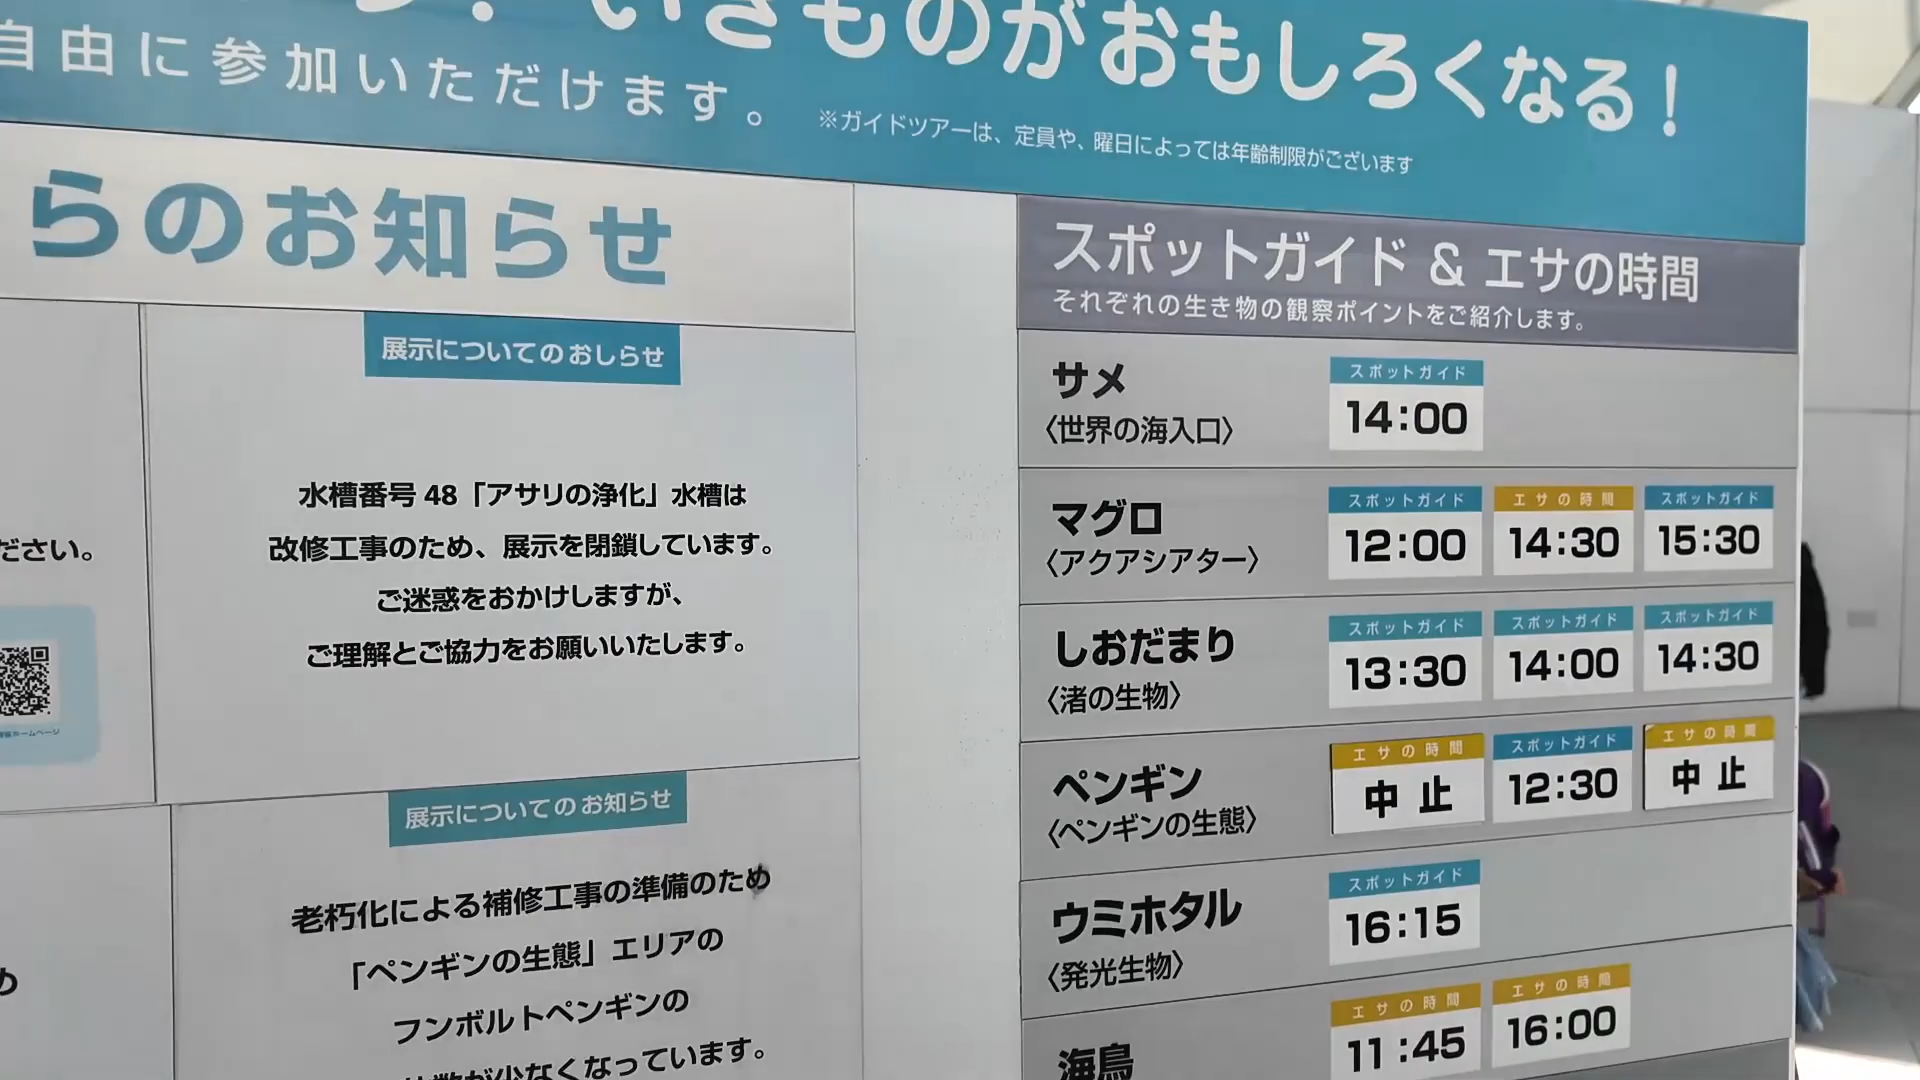 いきものがおもしろくなる!
自由に参加いただけます。
※ガイドツアーは、定員や、曜日によっては年齢制限がございます
らのお知らせ
ださい。
展示についてのおしらせ
水槽番号 48「アサリの浄化」水槽は
改修工事のため、展示を閉鎖しています。
ご迷惑をおかけしますが、
ご理解とご協力をお願いいたします。
展示についてのお知らせ
老朽化による補修工事の準備のため
「ペンギンの生態」エリアの
フンボルトペンギンの
少なくなっています。
スポットガイド & エサの時間
それぞれの生き物の観察ポイントをご紹介します。
サメ
〈世界の海入口〉
スポットガイド
14:00
マグロ
〈アクアシアター〉
スポットガイド エサの時間 スポットガイド
12:00 14:30 15:30
しおだまり
〈渚の生物〉
スポットガイド スポットガイド スポットガイド
13:30 14:00 14:30
ペンギン
〈ペンギンの生態〉
エサの時間 スポットガイド エサの時間
中止 12:30 中止
ウミホタル
〈発光生物〉
スポットガイド
16:15
海鳥
エサの時間 エサの時間
11:45 16:00